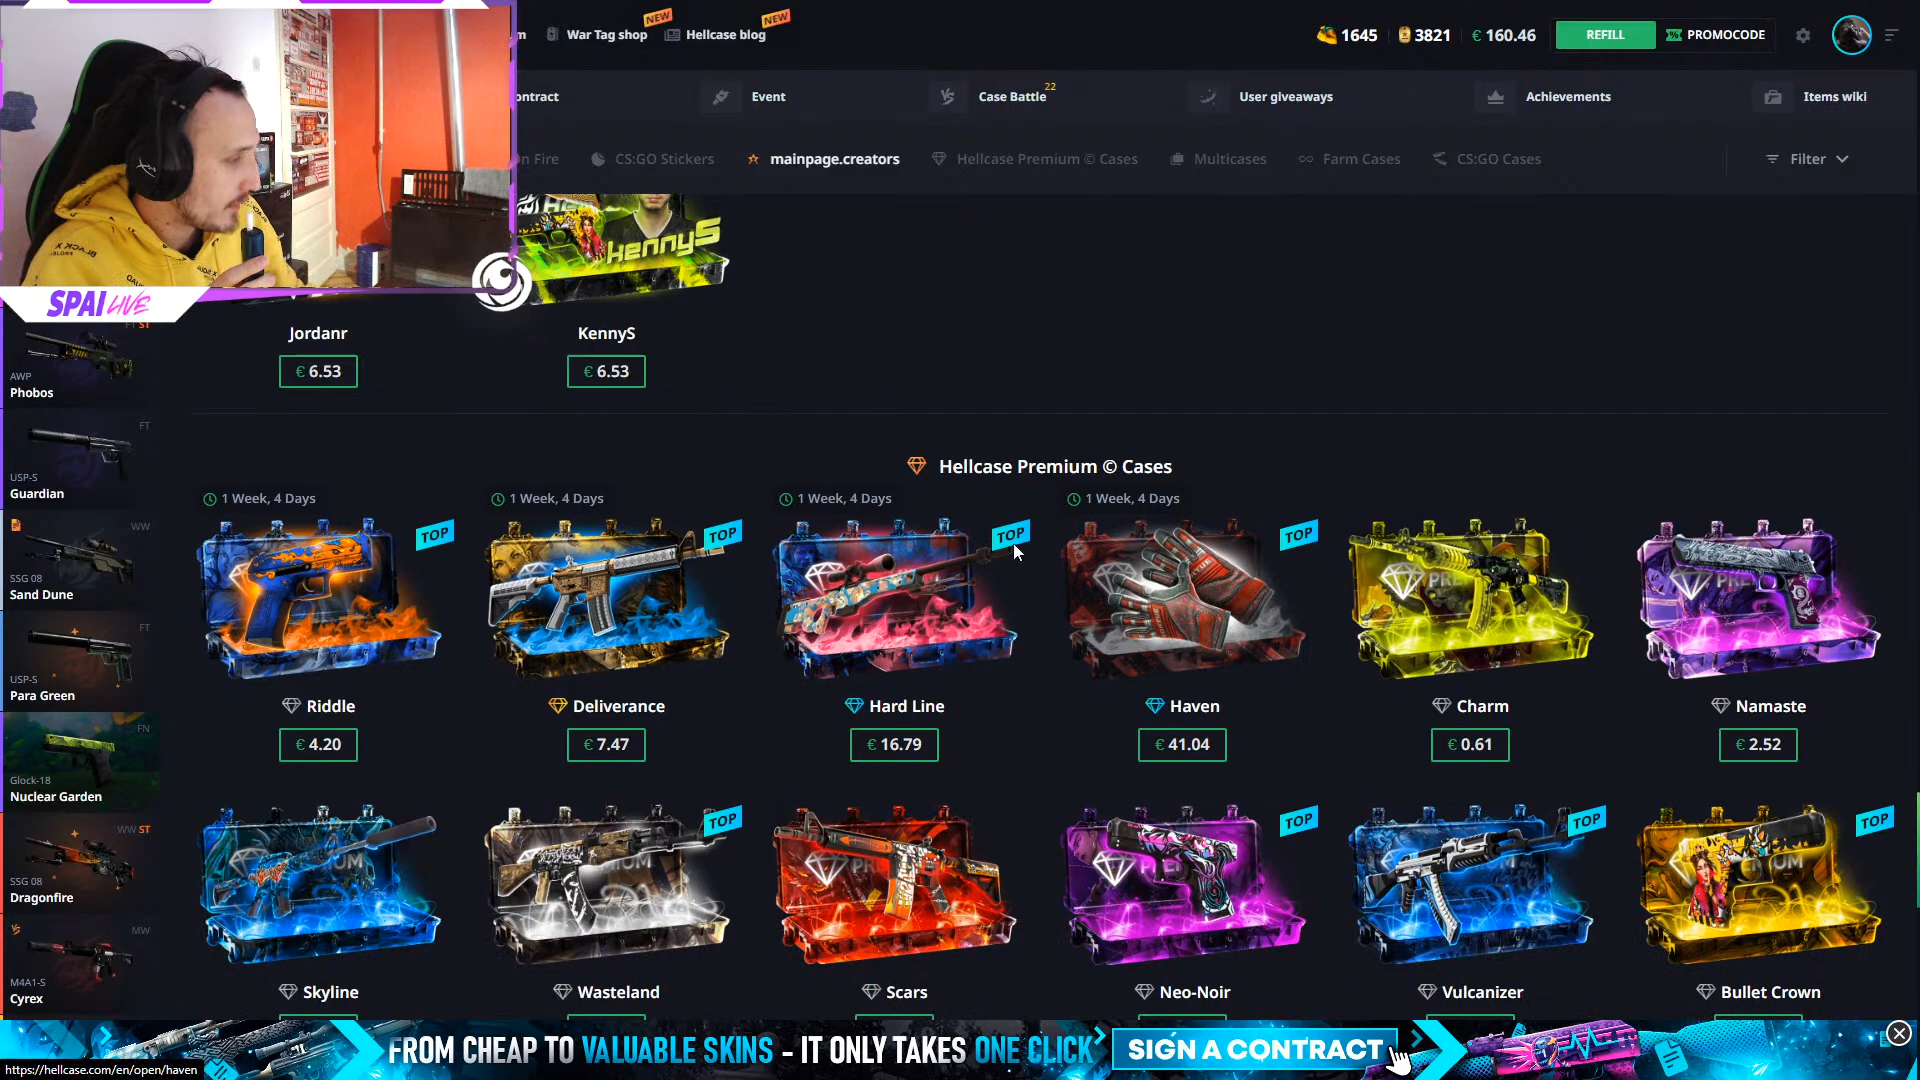 War Tag shop
NEW
Hellcase blog
NEW
1645
3821
€ 160.46
REFILL
PROMOCODE
ontract
Event
Case Battle
22
User giveaways
Achievements
Items wiki
n Fire
CS:GO Stickers
mainpage.creators
Hellcase Premium © Cases
Multicases
Farm Cases
CS:GO Cases
Filter
kennyS
SPAI LIVE
Jordanr
€ 6.53
KennyS
€ 6.53
FT ST
AWP
Phobos
FT
USP-S
Guardian
WW
SSG 08
Sand Dune
FT
USP-S
Para Green
FN
Glock-18
Nuclear Garden
WW ST
SSG 08
Dragonfire
MW
M4A1-S
Cyrex
Hellcase Premium © Cases
1 Week, 4 Days
1 Week, 4 Days
1 Week, 4 Days
1 Week, 4 Days
TOP
TOP
TOP
TOP
Riddle
Deliverance
Hard Line
Haven
Charm
Namaste
€ 4.20
€ 7.47
€ 16.79
€ 41.04
€ 0.61
€ 2.52
TOP
TOP
TOP
TOP
Skyline
Wasteland
Scars
Neo-Noir
Vulcanizer
Bullet Crown
FROM CHEAP TO VALUABLE SKINS - IT ONLY TAKES ONE CLICK
SIGN A CONTRACT
https://hellcase.com/en/open/haven